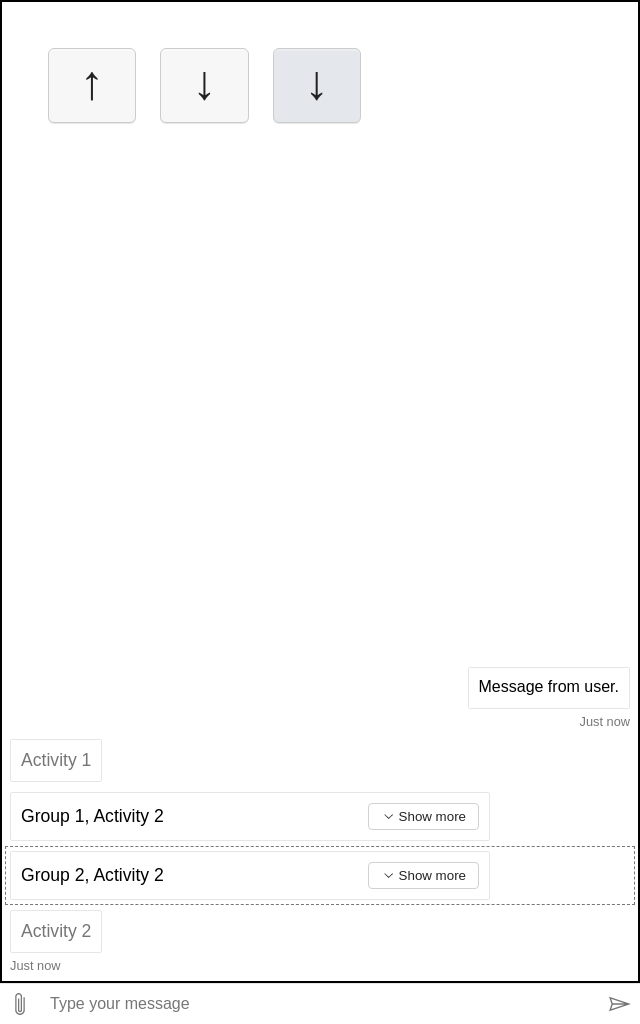 ↑ ↓ ↓
Message from user.
Just now
Activity 1
Group 1, Activity 2 Show more
Group 2, Activity 2 Show more
Activity 2
Just now
Type your message